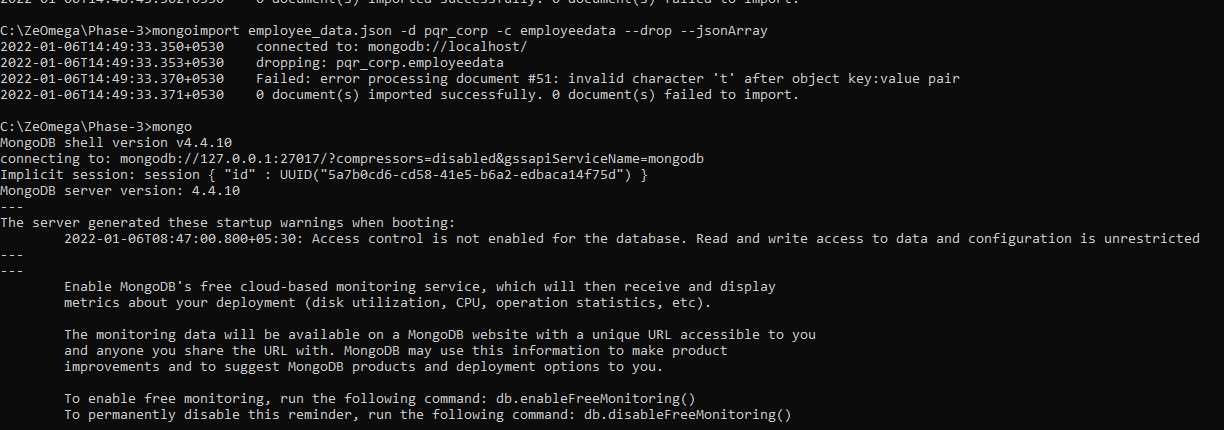 2022-01-06T14:48:43.362+0530    0 document(s) imported successfully. 0 document(s) failed to import.
C:\ZeOmega\Phase-3>mongoimport employee_data.json -d pqr_corp -c employeedata --drop --jsonArray
2022-01-06T14:49:33.350+0530    connected to: mongodb://localhost/
2022-01-06T14:49:33.353+0530    dropping: pqr_corp.employeedata
2022-01-06T14:49:33.370+0530    Failed: error processing document #51: invalid character 't' after object key:value pair
2022-01-06T14:49:33.371+0530    0 document(s) imported successfully. 0 document(s) failed to import.
C:\ZeOmega\Phase-3>mongo
MongoDB shell version v4.4.10
connecting to: mongodb://127.0.0.1:27017/?compressors=disabled&gssapiServiceName=mongodb
Implicit session: session { "id" : UUID("5a7b0cd6-cd58-41e5-b6a2-edbaca14f75d") }
MongoDB server version: 4.4.10
---
The server generated these startup warnings when booting:
2022-01-06T08:47:00.800+05:30: Access control is not enabled for the database. Read and write access to data and configuration is unrestricted
---
---
Enable MongoDB's free cloud-based monitoring service, which will then receive and display
metrics about your deployment (disk utilization, CPU, operation statistics, etc).
The monitoring data will be available on a MongoDB website with a unique URL accessible to you
and anyone you share the URL with. MongoDB may use this information to make product
improvements and to suggest MongoDB products and deployment options to you.
To enable free monitoring, run the following command: db.enableFreeMonitoring()
To permanently disable this reminder, run the following command: db.disableFreeMonitoring()